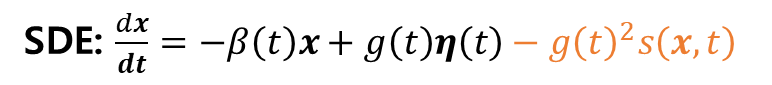 SDE: d𝒙/d𝒕 = −β(t)𝒙 + g(t)𝜼(t) − g(t)²s(𝒙, t)